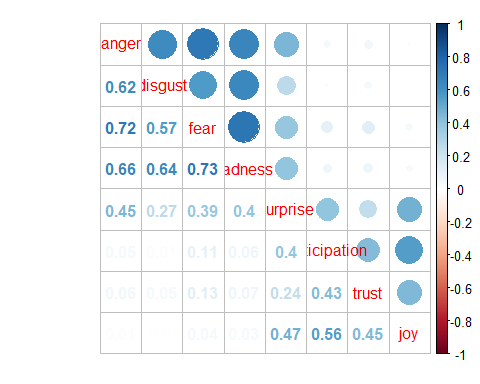 anger 1
0.8
0.62 disgust 0.6
0.72 0.57 fear 0.4
0.66 0.64 0.73 adness 0.2
0
0.45 0.27 0.39 0.4 urprise -0.2
0.05 0.11 0.06 0.4 icipation -0.4
0.06 0.05 0.13 0.07 0.24 0.43 trust -0.6
0.04 0.03 0.47 0.56 0.45 joy -0.8
-1